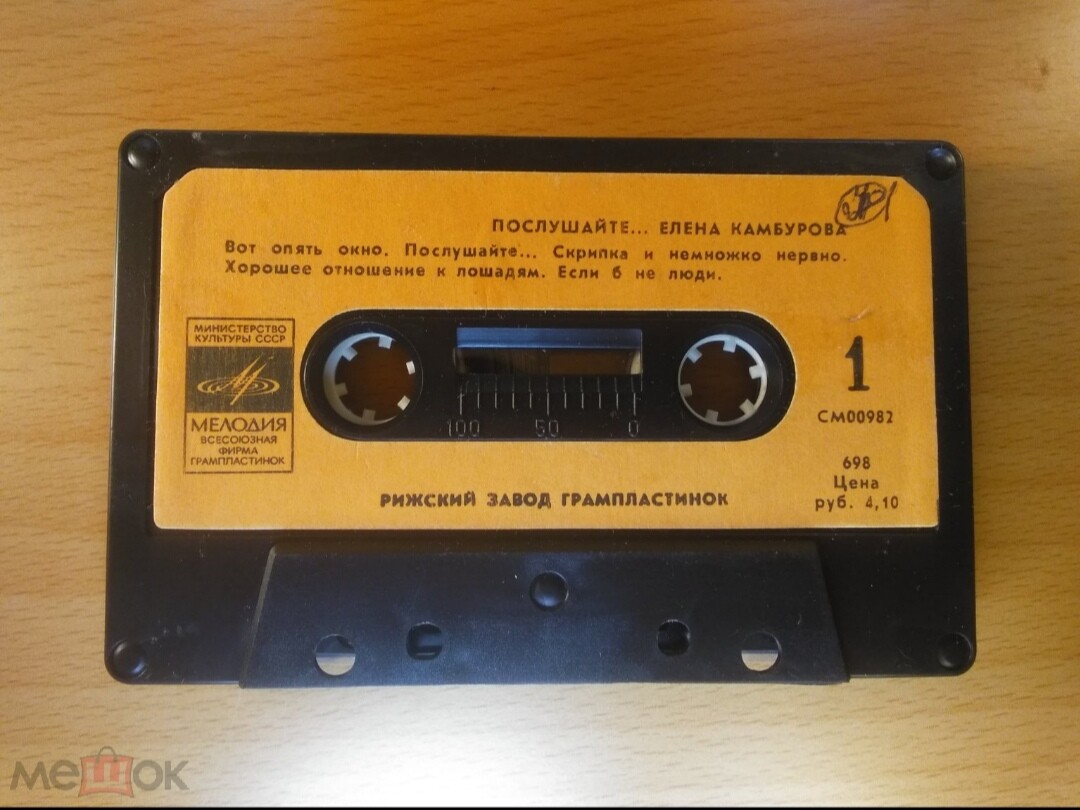 ПОСЛУШАЙТЕ... ЕЛЕНА КАМБУРОВА
Вот опять окно. Послушайте... Скрипка и немножко нервно.
Хорошее отношение к лошадям. Если б не люди.
МИНИСТЕРСТВО
КУЛЬТУРЫ СССР
МЕЛОДИЯ
ВСЕСОЮЗНАЯ
ФИРМА
ГРАМПЛАСТИНОК
1
СМ00982
100 50 0
698
Цена
руб. 4,10
РИЖСКИЙ ЗАВОД ГРАМПЛАСТИНОК
мешок